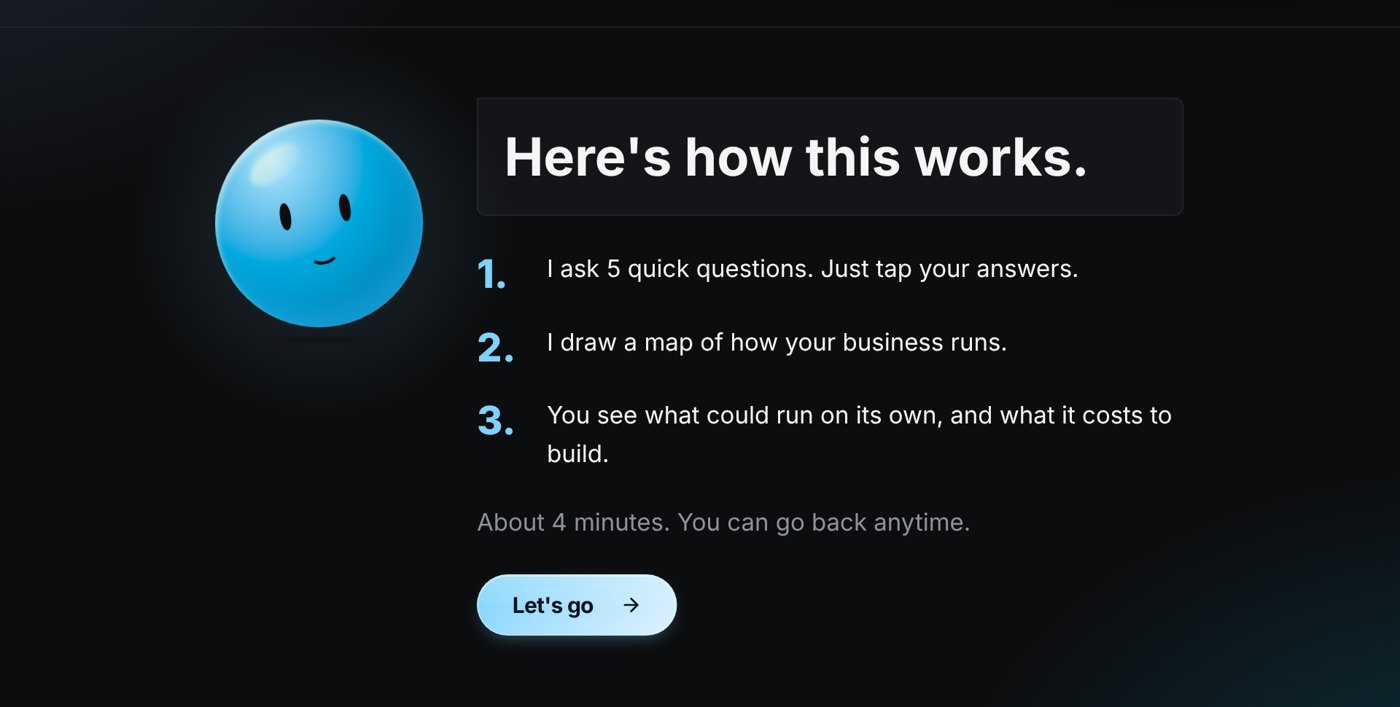 Here's how this works.
1. I ask 5 quick questions. Just tap your answers.
2. I draw a map of how your business runs.
3. You see what could run on its own, and what it costs to
build.
About 4 minutes. You can go back anytime.
Let's go →